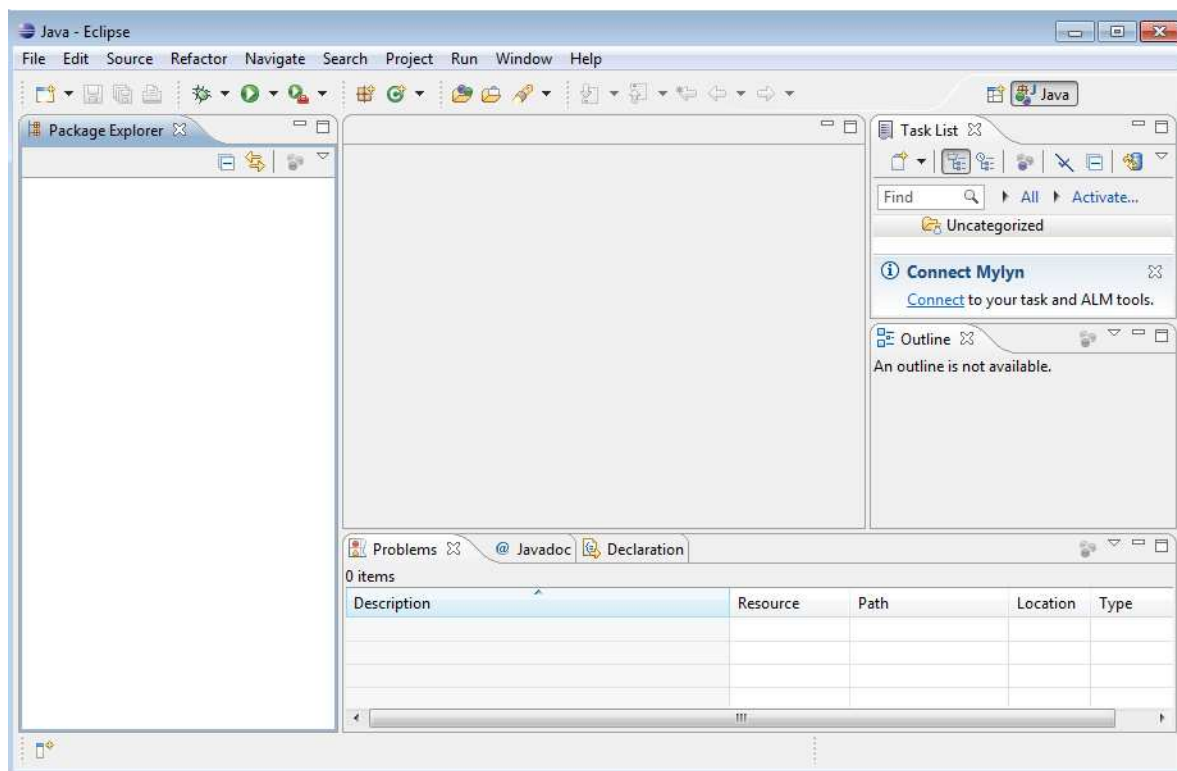 Java - Eclipse
File Edit Source Refactor Navigate Search Project Run Window Help
Java
Package Explorer
Task List
Find All Activate...
Uncategorized
Connect Mylyn
Connect to your task and ALM tools.
Outline
An outline is not available.
Problems @ Javadoc Declaration
0 items
Description Resource Path Location Type